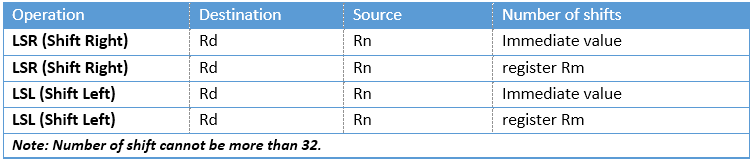 Operation Destination Source Number of shifts
LSR (Shift Right) Rd Rn Immediate value
LSR (Shift Right) Rd Rn register Rm
LSL (Shift Left) Rd Rn Immediate value
LSL (Shift Left) Rd Rn register Rm
Note: Number of shift cannot be more than 32.